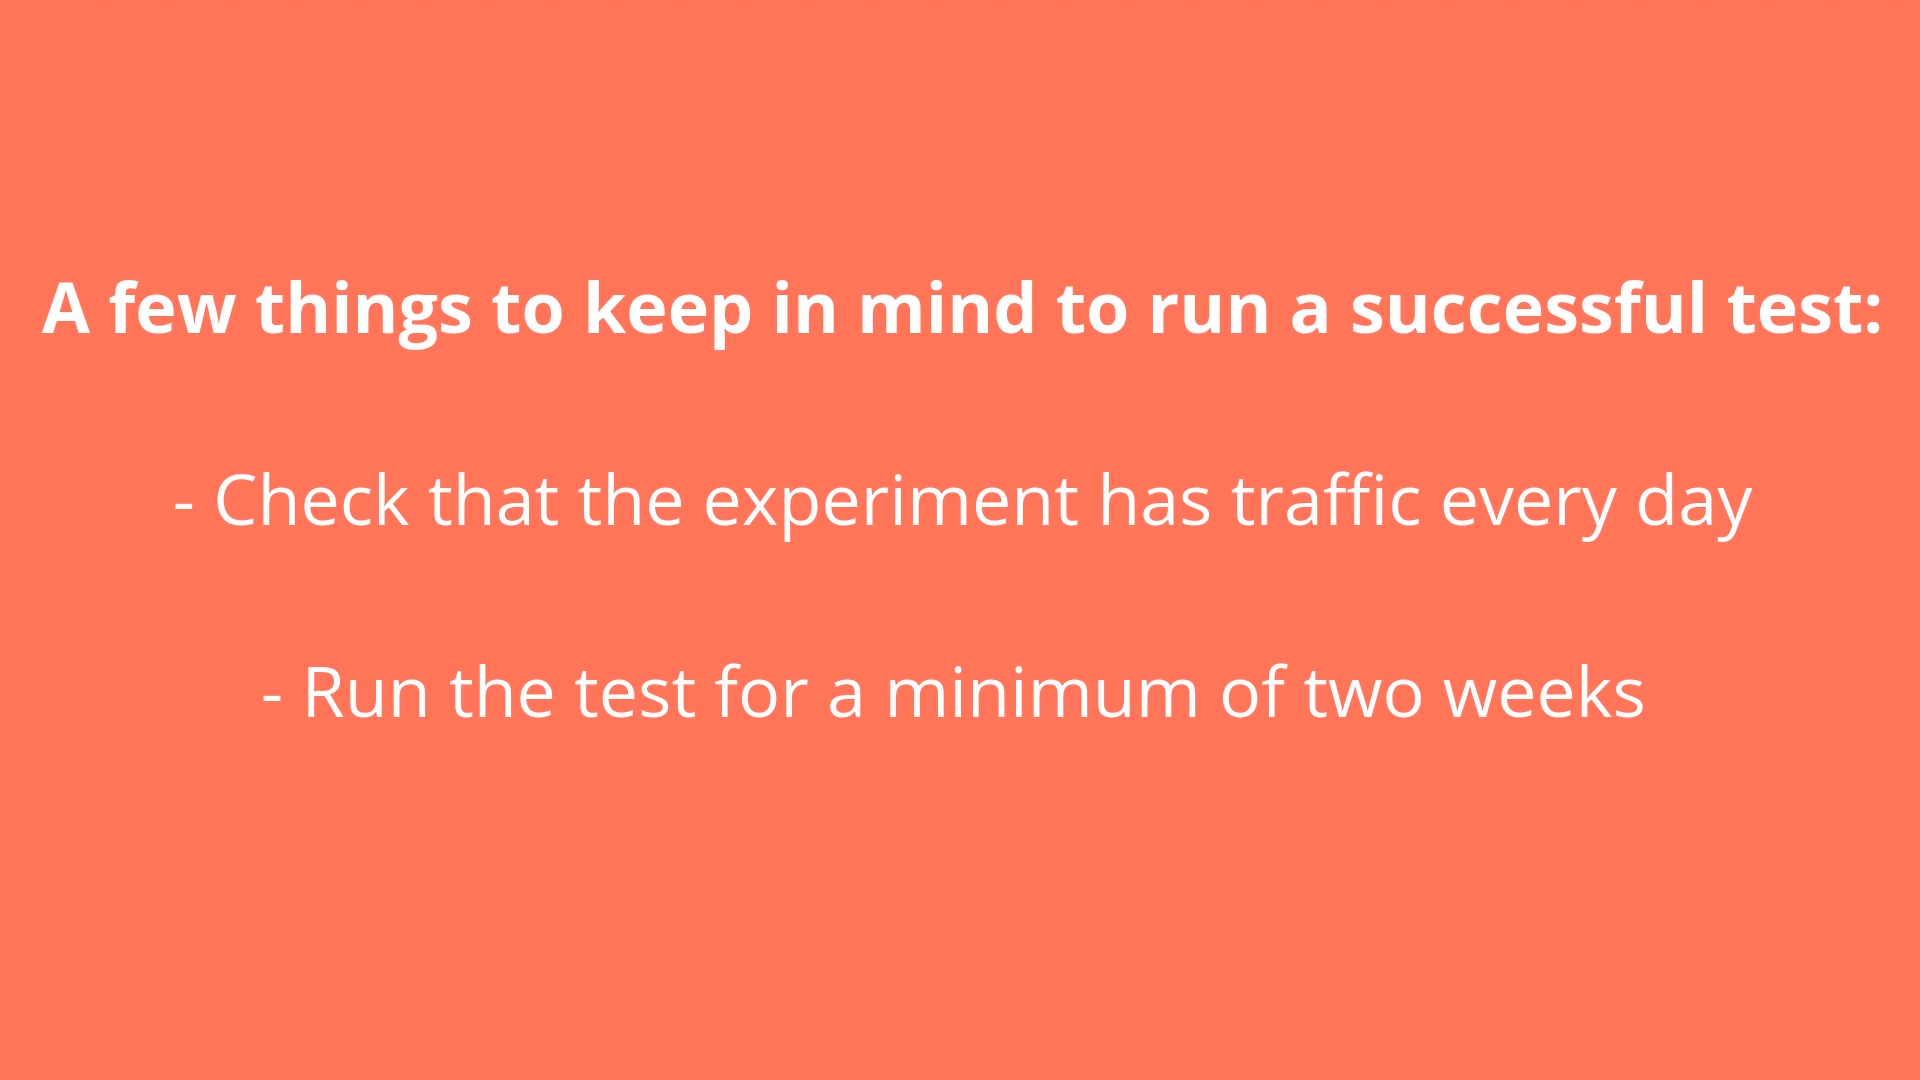 A few things to keep in mind to run a successful test:
- Check that the experiment has traffic every day
- Run the test for a minimum of two weeks